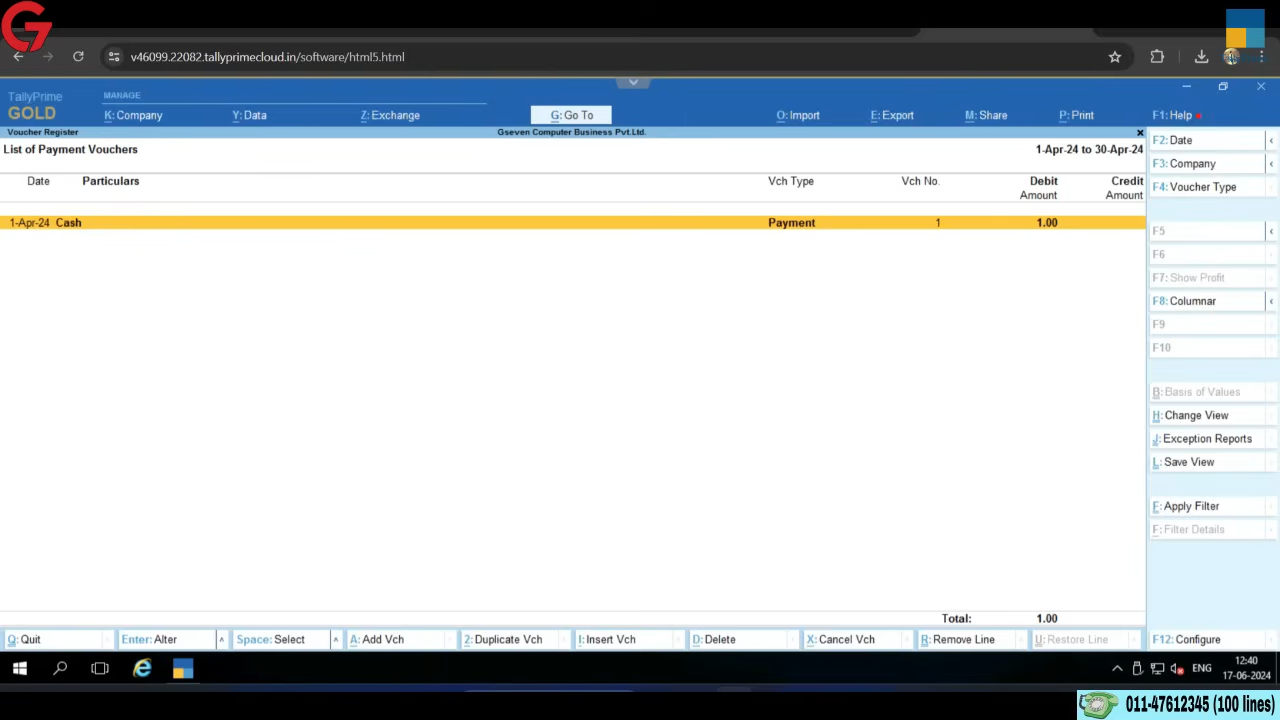 G7
v46099.22082.tallyprimecloud.in/software/html5.html
TallyPrime
GOLD
MANAGE
K: Company
Y: Data
Z: Exchange
G: Go To
O: Import
E: Export
M: Share
P: Print
F1: Help
Voucher Register
Gseven Computer Business Pvt.Ltd.
List of Payment Vouchers
1-Apr-24 to 30-Apr-24
Date Particulars Vch Type Vch No. Debit Credit
Amount Amount
1-Apr-24 Cash Payment 1 1.00
Total: 1.00
F2: Date
F3: Company
F4: Voucher Type
F5
F6
F7: Show Profit
F8: Columnar
F9
F10
B: Basis of Values
H: Change View
J: Exception Reports
L: Save View
E: Apply Filter
F: Filter Details
Q: Quit
Enter: Alter
Space: Select
A: Add Vch
2: Duplicate Vch
I: Insert Vch
D: Delete
X: Cancel Vch
R: Remove Line
U: Restore Line
F12: Configure
ENG
12:40
17-06-2024
011-47612345 (100 lines)